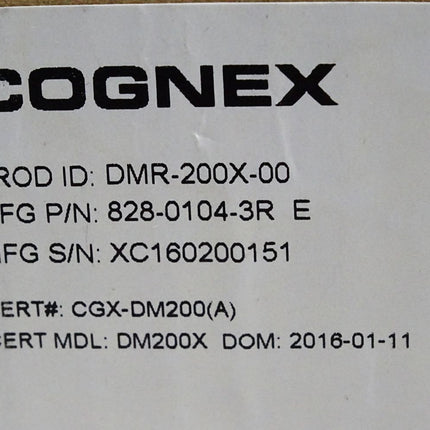 COGNEX
ROD ID: DMR-200X-00
FG P/N: 828-0104-3R E
FG S/N: XC160200151
ERT#: CGX-DM200(A)
ERT MDL: DM200X DOM: 2016-01-11